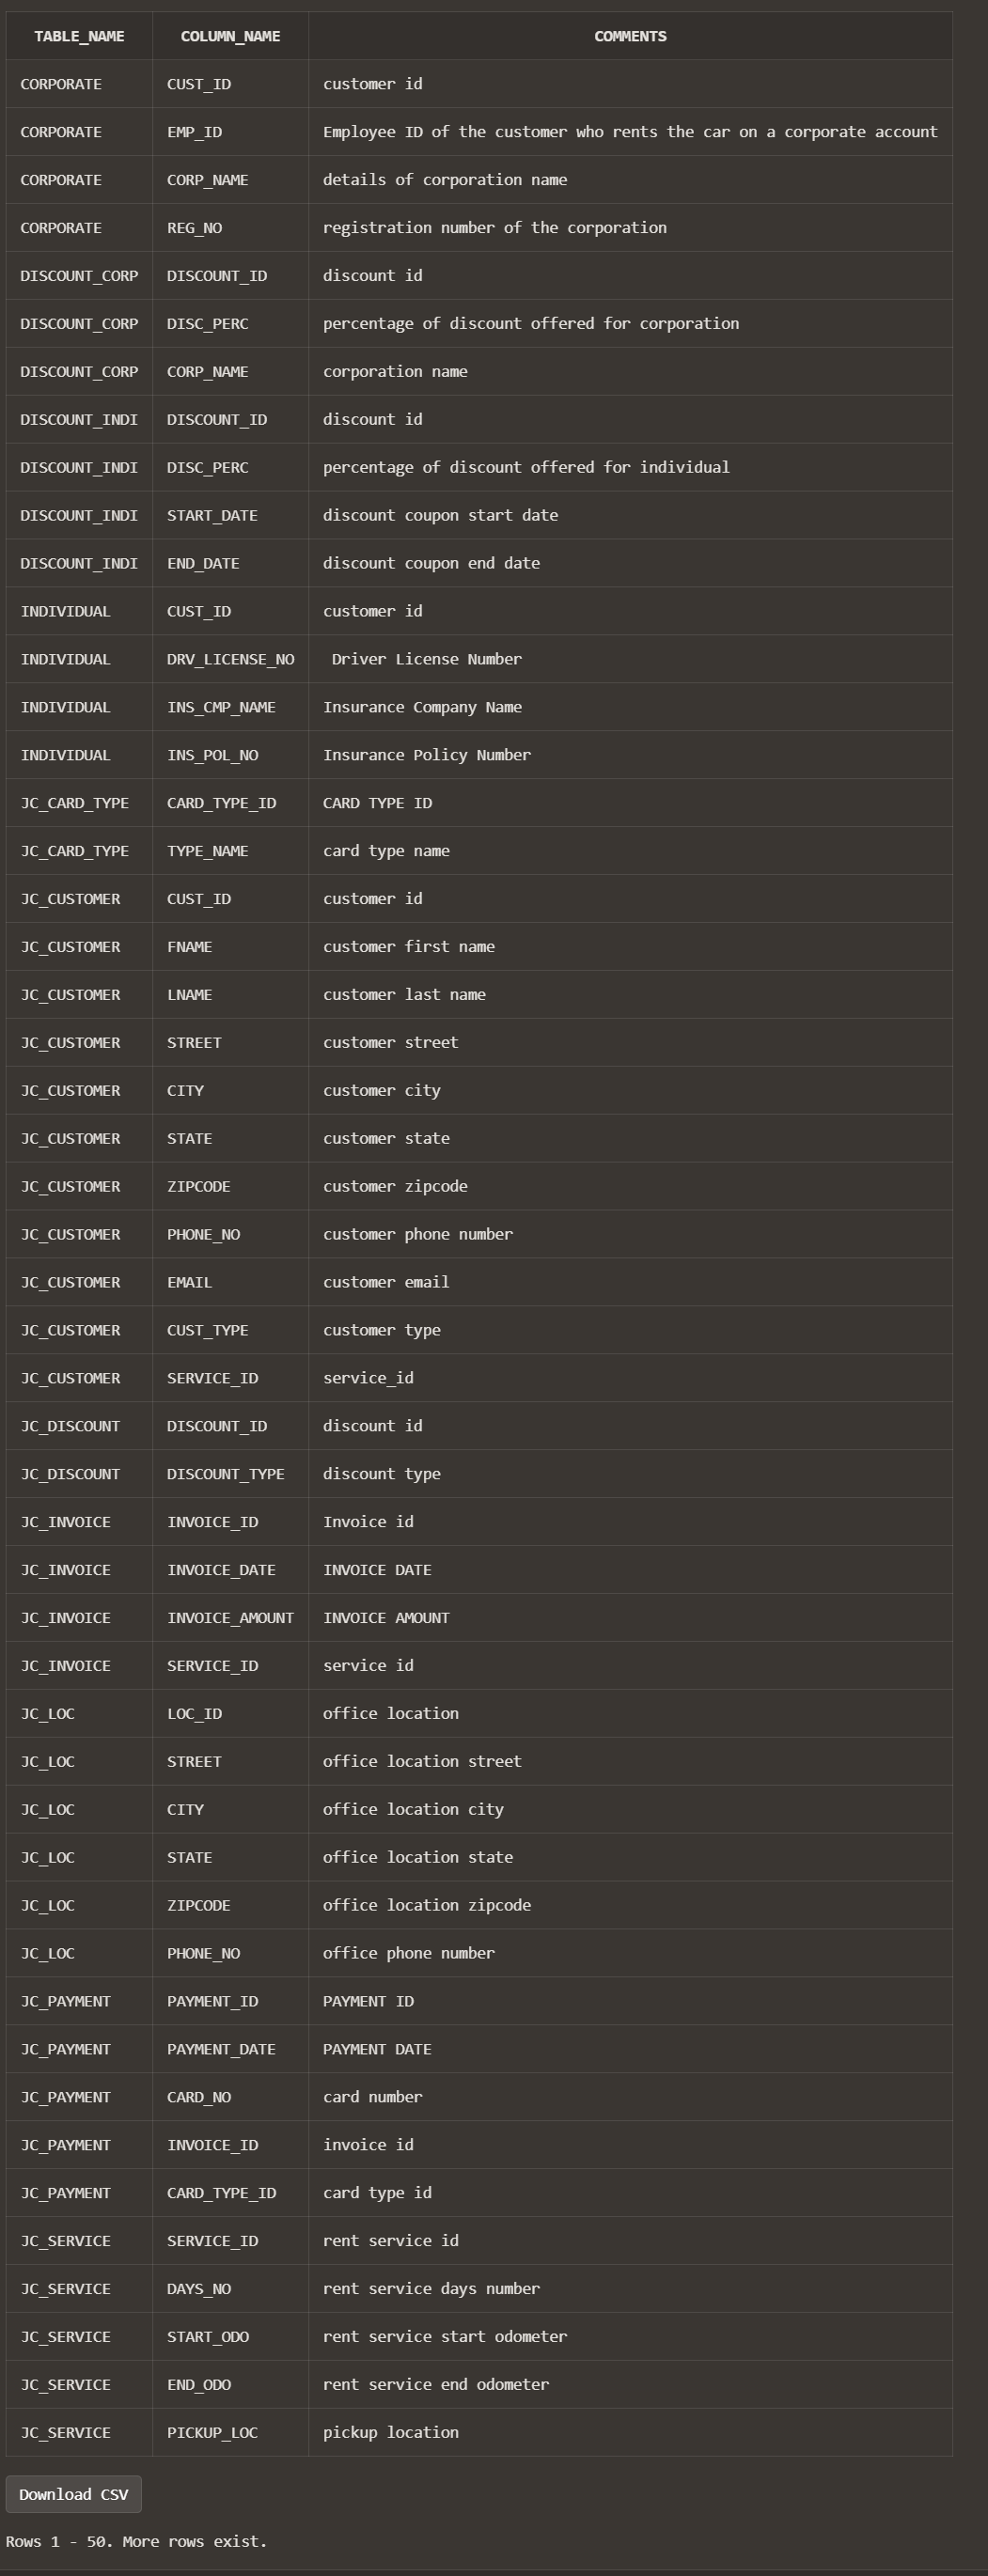 TABLE_NAME COLUMN_NAME COMMENTS
CORPORATE CUST_ID customer id
CORPORATE EMP_ID Employee ID of the customer who rents the car on a corporate account
CORPORATE CORP_NAME details of corporation name
CORPORATE REG_NO registration number of the corporation
DISCOUNT_CORP DISCOUNT_ID discount id
DISCOUNT_CORP DISC_PERC percentage of discount offered for corporation
DISCOUNT_CORP CORP_NAME corporation name
DISCOUNT_INDI DISCOUNT_ID discount id
DISCOUNT_INDI DISC_PERC percentage of discount offered for individual
DISCOUNT_INDI START_DATE discount coupon start date
DISCOUNT_INDI END_DATE discount coupon end date
INDIVIDUAL CUST_ID customer id
INDIVIDUAL DRV_LICENSE_NO Driver License Number
INDIVIDUAL INS_CMP_NAME Insurance Company Name
INDIVIDUAL INS_POL_NO Insurance Policy Number
JC_CARD_TYPE CARD_TYPE_ID CARD TYPE ID
JC_CARD_TYPE TYPE_NAME card type name
JC_CUSTOMER CUST_ID customer id
JC_CUSTOMER FNAME customer first name
JC_CUSTOMER LNAME customer last name
JC_CUSTOMER STREET customer street
JC_CUSTOMER CITY customer city
JC_CUSTOMER STATE customer state
JC_CUSTOMER ZIPCODE customer zipcode
JC_CUSTOMER PHONE_NO customer phone number
JC_CUSTOMER EMAIL customer email
JC_CUSTOMER CUST_TYPE customer type
JC_CUSTOMER SERVICE_ID service_id
JC_DISCOUNT DISCOUNT_ID discount id
JC_DISCOUNT DISCOUNT_TYPE discount type
JC_INVOICE INVOICE_ID Invoice id
JC_INVOICE INVOICE_DATE INVOICE DATE
JC_INVOICE INVOICE_AMOUNT INVOICE AMOUNT
JC_INVOICE SERVICE_ID service id
JC_LOC LOC_ID office location
JC_LOC STREET office location street
JC_LOC CITY office location city
JC_LOC STATE office location state
JC_LOC ZIPCODE office location zipcode
JC_LOC PHONE_NO office phone number
JC_PAYMENT PAYMENT_ID PAYMENT ID
JC_PAYMENT PAYMENT_DATE PAYMENT DATE
JC_PAYMENT CARD_NO card number
JC_PAYMENT INVOICE_ID invoice id
JC_PAYMENT CARD_TYPE_ID card type id
JC_SERVICE SERVICE_ID rent service id
JC_SERVICE DAYS_NO rent service days number
JC_SERVICE START_ODO rent service start odometer
JC_SERVICE END_ODO rent service end odometer
JC_SERVICE PICKUP_LOC pickup location
Download CSV
Rows 1 - 50. More rows exist.